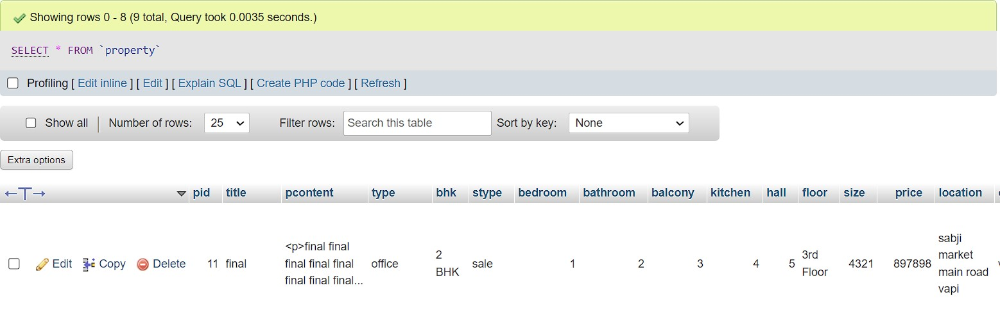 Showing rows 0 - 8 (9 total, Query took 0.0035 seconds.)
SELECT * FROM `property`
Profiling [ Edit inline ] [ Edit ] [ Explain SQL ] [ Create PHP code ] [ Refresh ]
Show all | Number of rows: 25 Filter rows: Search this table Sort by key: None
Extra options
←T→ pid title pcontent type bhk stype bedroom bathroom balcony kitchen hall floor size price location
Edit Copy Delete 11 final <p>final final final final final final final final... office 2 BHK sale 1 2 3 4 5 3rd Floor 4321 897898 sabji market main road vapi